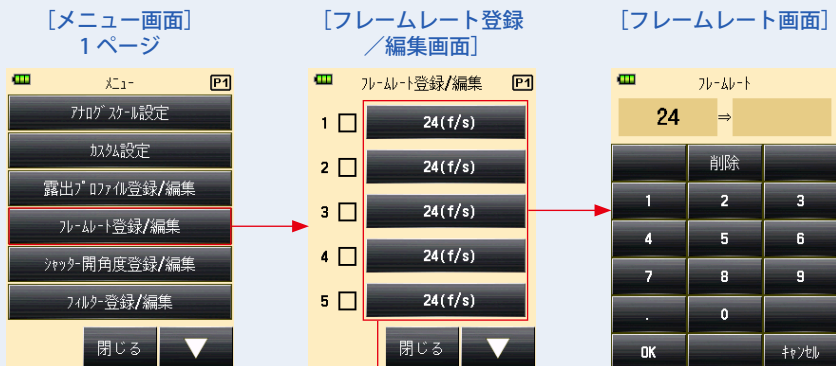 [メニュー画面]
1 ページ
メニュー P1
アナログスケール設定
カスタム設定
露出プロファイル登録/編集
フレームレート登録/編集
シャッター開角度登録/編集
フィルター登録/編集
閉じる ▼
[フレームレート登録
／編集画面]
フレームレート登録/編集 P1
1 24(f/s)
2 24(f/s)
3 24(f/s)
4 24(f/s)
5 24(f/s)
閉じる ▼
[フレームレート画面]
フレームレート
24 ⇒
削除
1 2 3
4 5 6
7 8 9
. 0
OK キャンセル